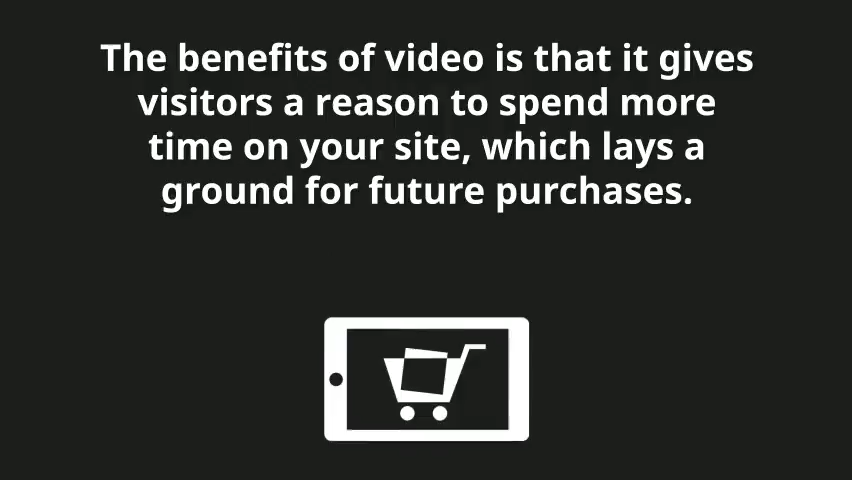 The benefits of video is that it gives
visitors a reason to spend more
time on your site, which lays a
ground for future purchases.